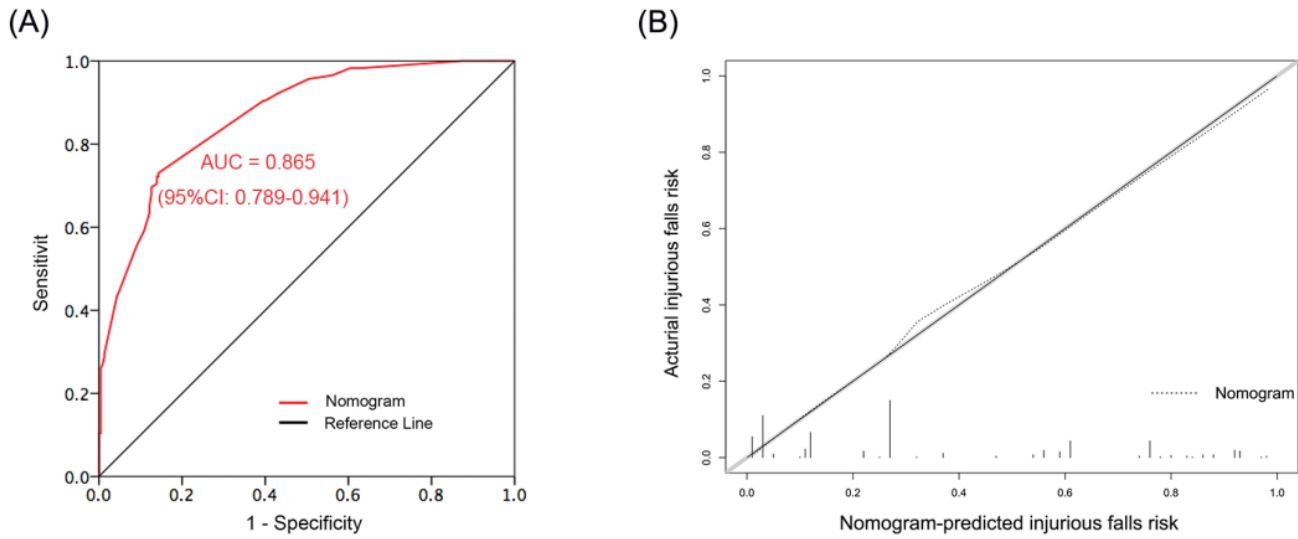 (A)
Sensitivit
1.0
0.8
0.6
0.4
0.2
0.0
AUC = 0.865
(95%CI: 0.789-0.941)
Nomogram
Reference Line
0.0 0.2 0.4 0.6 0.8 1.0
1 - Specificity
(B)
Acturial injurious falls risk
1.0
0.8
0.6
0.4
0.2
0.0
Nomogram
0.0 0.2 0.4 0.6 0.8 1.0
Nomogram-predicted injurious falls risk